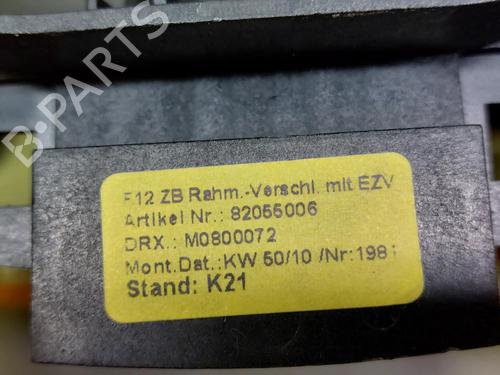 B-PARTS
F12 ZB Rahm.-Verschl. mit EZV
Artikel Nr.: 82055006
DRX.: M0800072
Mont.Dat.:KW 50/10 /Nr:1981
Stand: K21